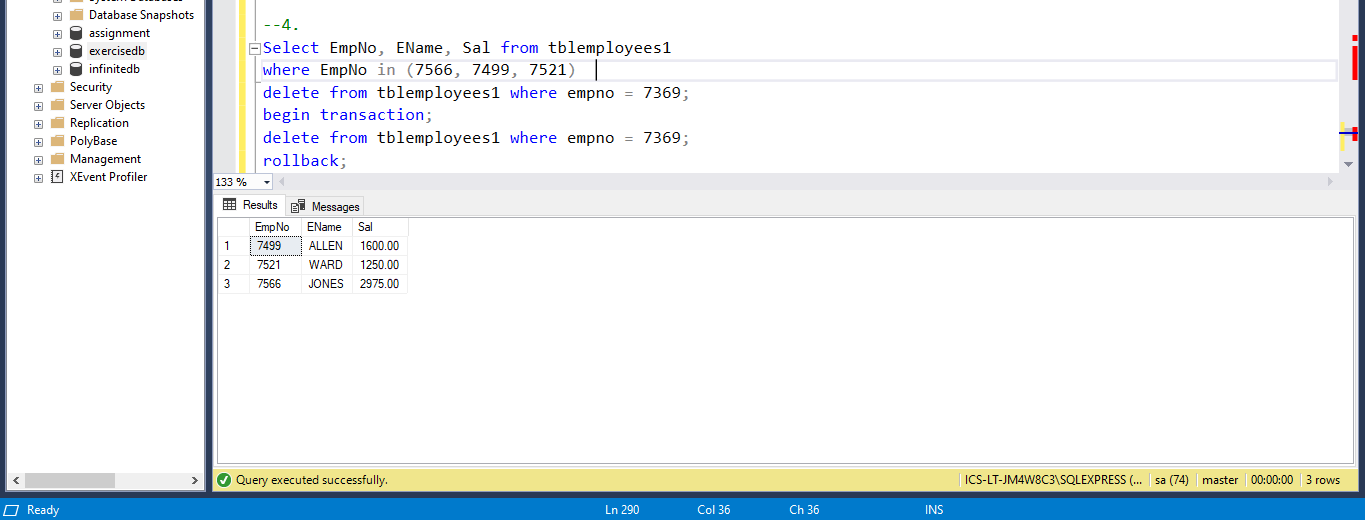 Database Snapshots
assignment
exercisedb
infinitedb
Security
Server Objects
Replication
PolyBase
Management
XEvent Profiler
--4.
Select EmpNo, EName, Sal from tblemployees1
where EmpNo in (7566, 7499, 7521)
delete from tblemployees1 where empno = 7369;
begin transaction;
delete from tblemployees1 where empno = 7369;
rollback;
133 %
Results Messages
EmpNo EName Sal
1 7499 ALLEN 1600.00
2 7521 WARD 1250.00
3 7566 JONES 2975.00
Query executed successfully. ICS-LT-JM4W8C3\SQLEXPRESS (... sa (74) master 00:00:00 3 rows
Ready Ln 290 Col 36 Ch 36 INS